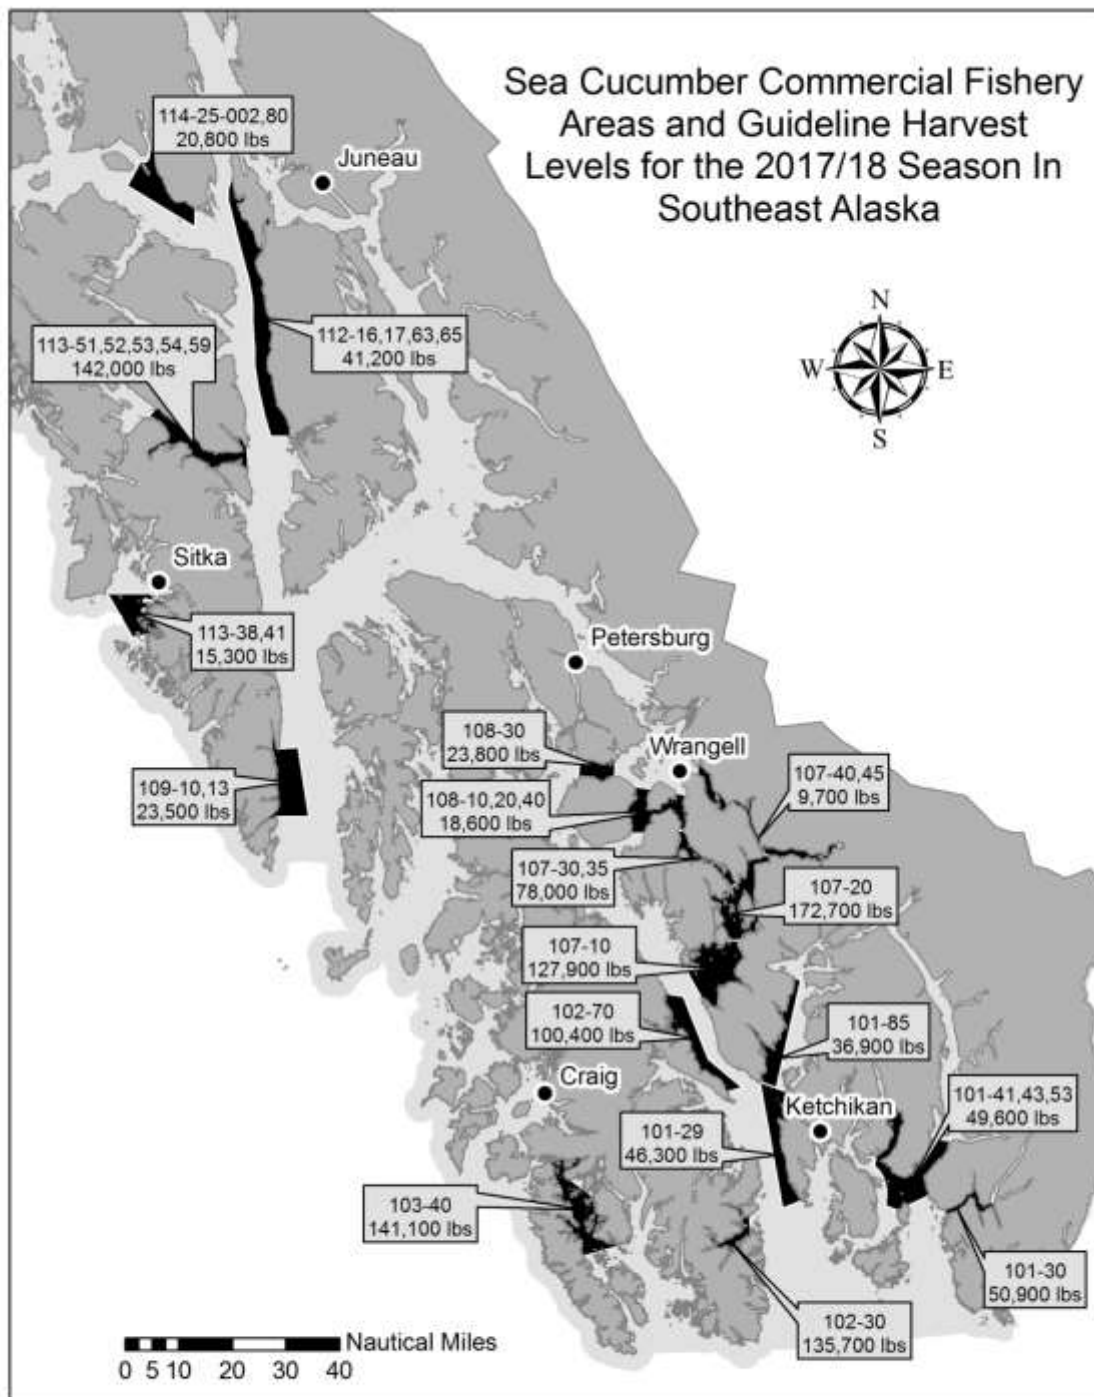 Sea Cucumber Commercial Fishery
Areas and Guideline Harvest
Levels for the 2017/18 Season In
Southeast Alaska
114-25-002,80
20,800 lbs
Juneau
N
W
E
S
113-51,52,53,54,59
142,000 lbs
112-16,17,63,65
41,200 lbs
Sitka
113-38,41
15,300 lbs
Petersburg
108-30
23,800 lbs
Wrangell
109-10,13
23,500 lbs
107-40,45
9,700 lbs
108-10,20,40
18,600 lbs
107-30,35
78,000 lbs
107-20
172,700 lbs
107-10
127,900 lbs
102-70
100,400 lbs
101-85
36,900 lbs
Craig
Ketchikan
101-41,43,53
49,600 lbs
101-29
46,300 lbs
103-40
141,100 lbs
101-30
50,900 lbs
102-30
135,700 lbs
Nautical Miles
0 5 10 20 30 40